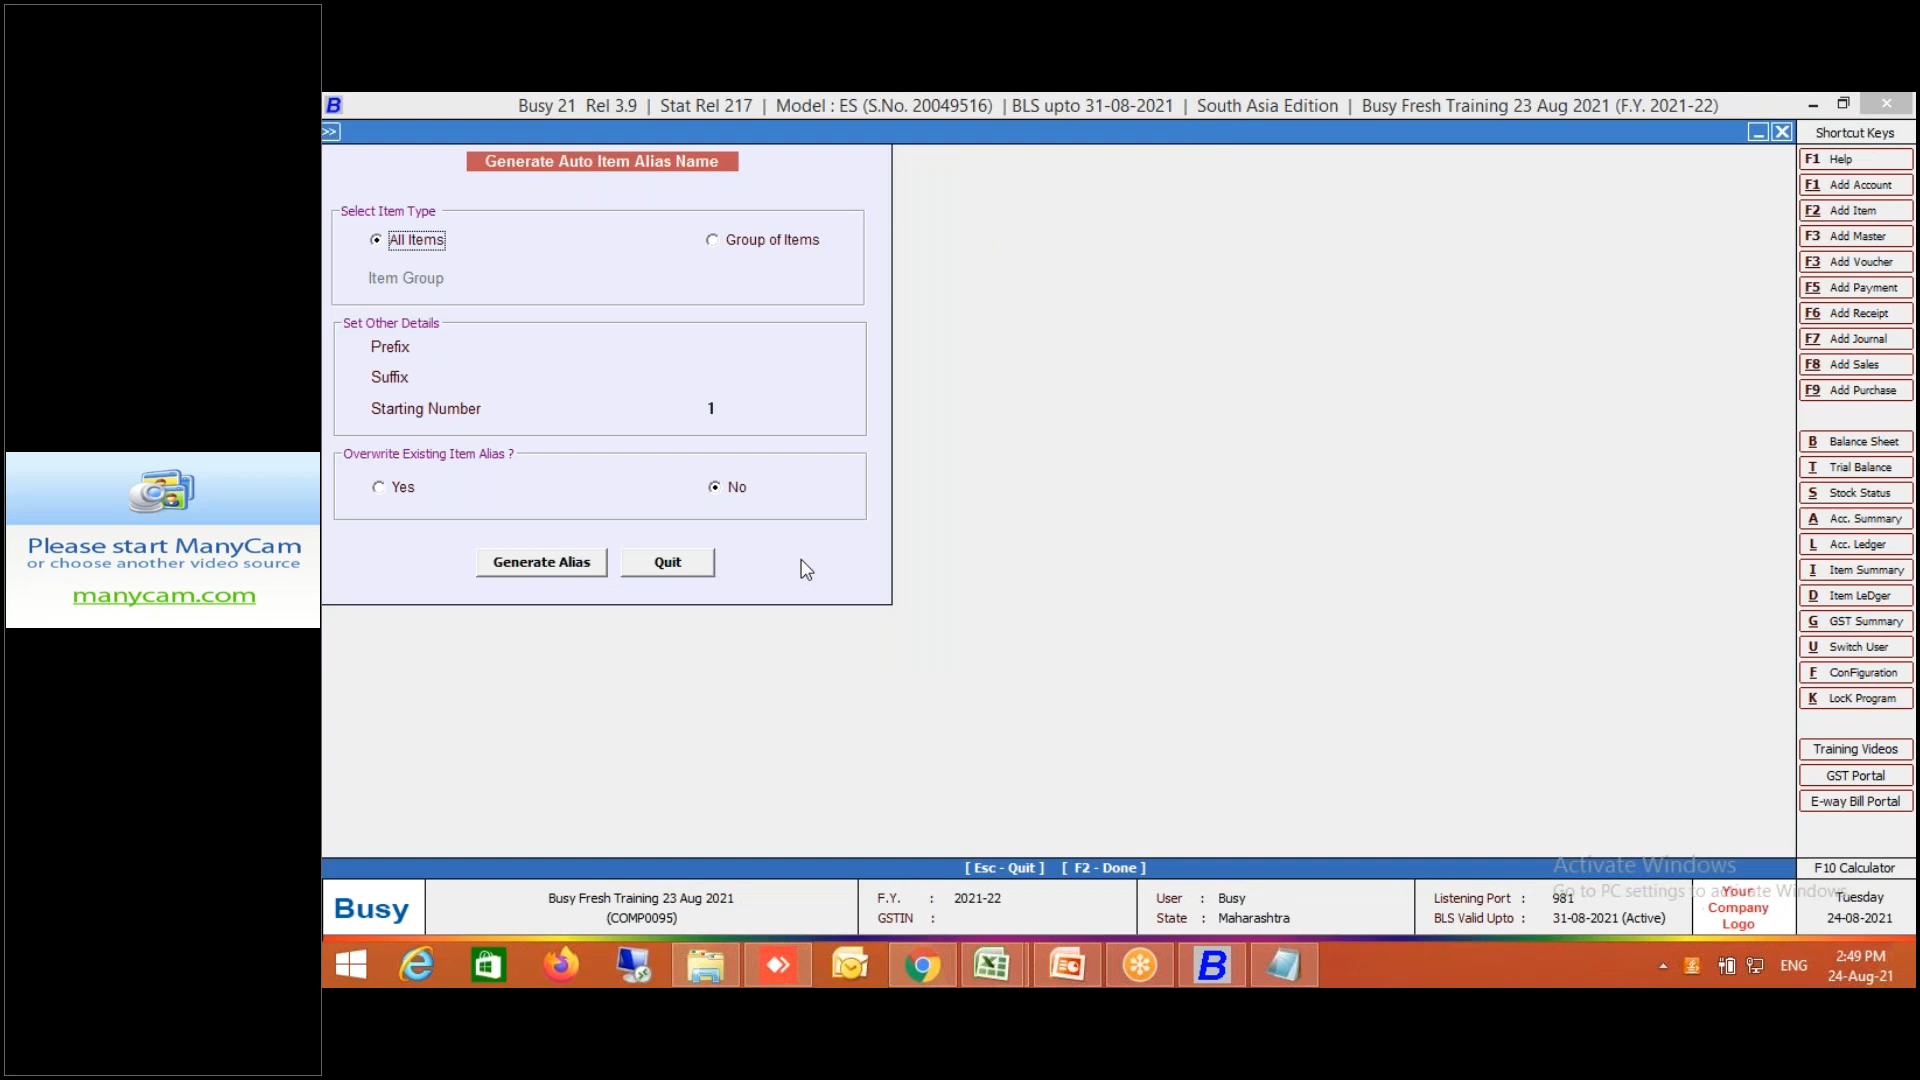 Please start ManyCam
or choose another video source
manycam.com
B Busy 21 Rel 3.9 | Stat Rel 217 | Model : ES (S.No. 20049516) | BLS upto 31-08-2021 | South Asia Edition | Busy Fresh Training 23 Aug 2021 (F.Y. 2021-22)
>>
Generate Auto Item Alias Name
Select Item Type
All Items Group of Items
Item Group
Set Other Details
Prefix
Suffix
Starting Number 1
Overwrite Existing Item Alias ?
Yes No
Generate Alias Quit
Shortcut Keys
F1 Help
F1 Add Account
F2 Add Item
F3 Add Master
F3 Add Voucher
F5 Add Payment
F6 Add Receipt
F7 Add Journal
F8 Add Sales
F9 Add Purchase
B Balance Sheet
T Trial Balance
S Stock Status
A Acc. Summary
L Acc. Ledger
I Item Summary
D Item LeDger
G GST Summary
U Switch User
F ConFiguration
K LocK Program
Training Videos
GST Portal
E-way Bill Portal
[ Esc - Quit ] [ F2 - Done ]
F10 Calculator
Activate Windows
Go to PC settings to activate Windows.
Busy
Busy Fresh Training 23 Aug 2021
(COMP0095)
F.Y. : 2021-22
GSTIN :
User : Busy
State : Maharashtra
Listening Port : 981
BLS Valid Upto : 31-08-2021 (Active)
Your
Company
Logo
Tuesday
24-08-2021
B
ENG
2:49 PM
24-Aug-21